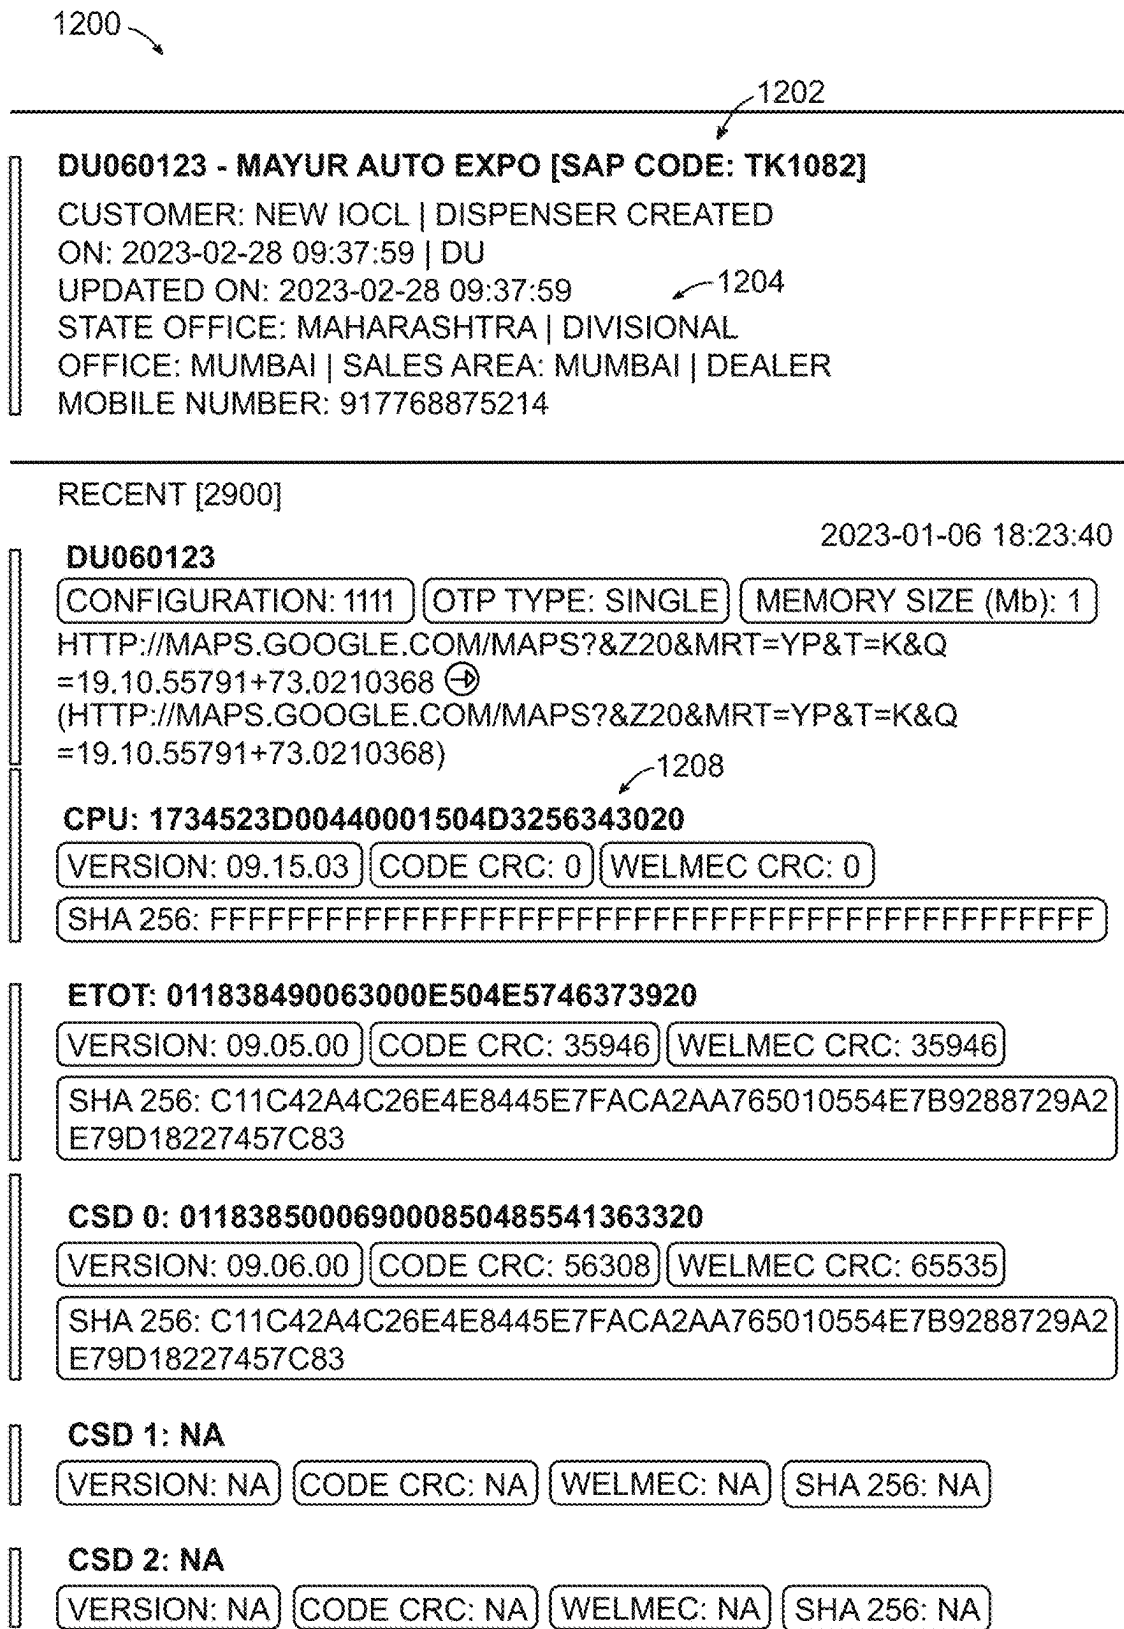 1200
1202
DU060123 - MAYUR AUTO EXPO [SAP CODE: TK1082]
CUSTOMER: NEW IOCL | DISPENSER CREATED
ON: 2023-02-28 09:37:59 | DU
UPDATED ON: 2023-02-28 09:37:59
1204
STATE OFFICE: MAHARASHTRA | DIVISIONAL
OFFICE: MUMBAI | SALES AREA: MUMBAI | DEALER
MOBILE NUMBER: 917768875214
RECENT [2900]
2023-01-06 18:23:40
DU060123
CONFIGURATION: 1111 OTP TYPE: SINGLE MEMORY SIZE (Mb): 1
HTTP://MAPS.GOOGLE.COM/MAPS?&Z20&MRT=YP&T=K&Q
=19.10.55791+73.0210368
(HTTP://MAPS.GOOGLE.COM/MAPS?&Z20&MRT=YP&T=K&Q
=19.10.55791+73.0210368)
1208
CPU: 1734523D00440001504D3256343020
VERSION: 09.15.03 CODE CRC: 0 WELMEC CRC: 0
SHA 256: FFFFFFFFFFFFFFFFFFFFFFFFFFFFFFFFFFFFFFFFFFFFFF
ETOT: 011838490063000E504E5746373920
VERSION: 09.05.00 CODE CRC: 35946 WELMEC CRC: 35946
SHA 256: C11C42A4C26E4E8445E7FACA2AA765010554E7B9288729A2
E79D18227457C83
CSD 0: 011838500069000850485541363320
VERSION: 09.06.00 CODE CRC: 56308 WELMEC CRC: 65535
SHA 256: C11C42A4C26E4E8445E7FACA2AA765010554E7B9288729A2
E79D18227457C83
CSD 1: NA
VERSION: NA CODE CRC: NA WELMEC: NA SHA 256: NA
CSD 2: NA
VERSION: NA CODE CRC: NA WELMEC: NA SHA 256: NA